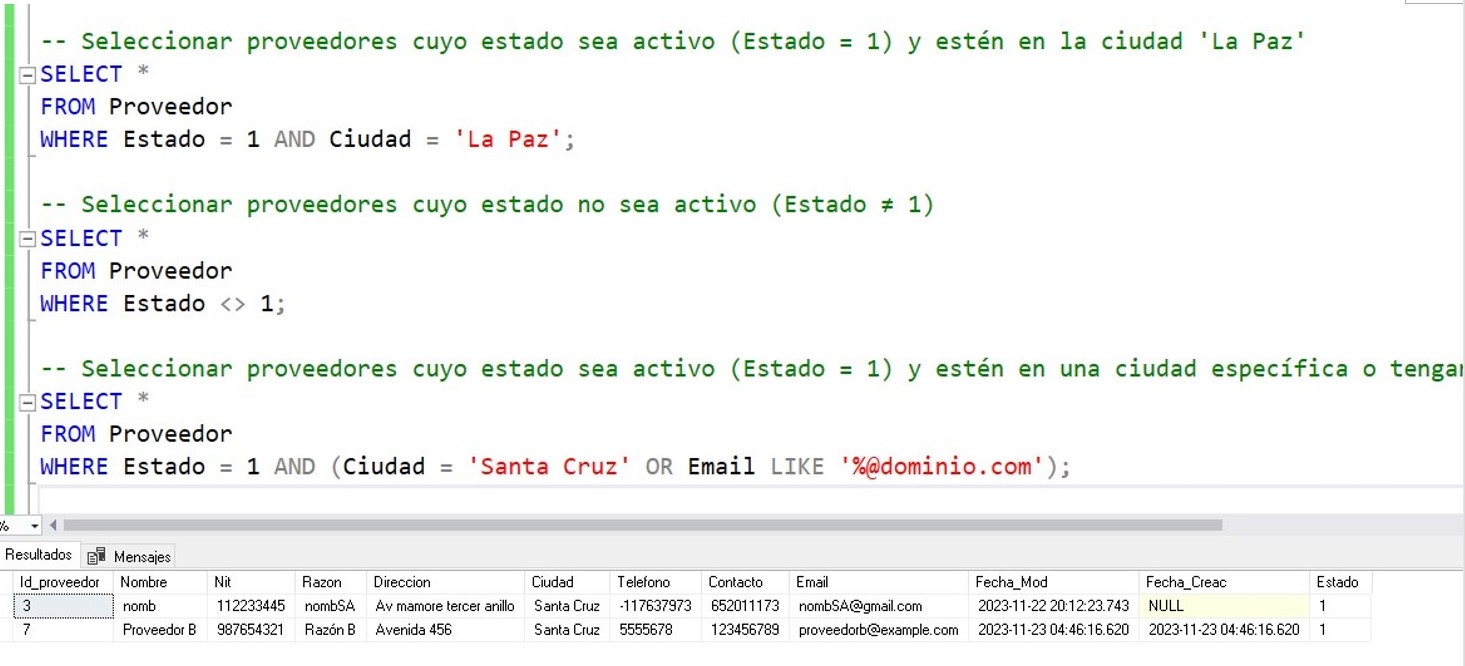 -- Seleccionar proveedores cuyo estado sea activo (Estado = 1) y estén en la ciudad 'La Paz'
SELECT *
FROM Proveedor
WHERE Estado = 1 AND Ciudad = 'La Paz';
-- Seleccionar proveedores cuyo estado no sea activo (Estado ≠ 1)
SELECT *
FROM Proveedor
WHERE Estado <> 1;
-- Seleccionar proveedores cuyo estado sea activo (Estado = 1) y estén en una ciudad específica o tengan
SELECT *
FROM Proveedor
WHERE Estado = 1 AND (Ciudad = 'Santa Cruz' OR Email LIKE '%@dominio.com');
%
Resultados Mensajes
Id_proveedor Nombre Nit Razon Direccion Ciudad Telefono Contacto Email Fecha_Mod Fecha_Creac Estado
3 nomb 112233445 nombSA Av mamore tercer anillo Santa Cruz -117637973 652011173 nombSA@gmail.com 2023-11-22 20:12:23.743 NULL 1
7 Proveedor B 987654321 Razón B Avenida 456 Santa Cruz 5555678 123456789 proveedorb@example.com 2023-11-23 04:46:16.620 2023-11-23 04:46:16.620 1